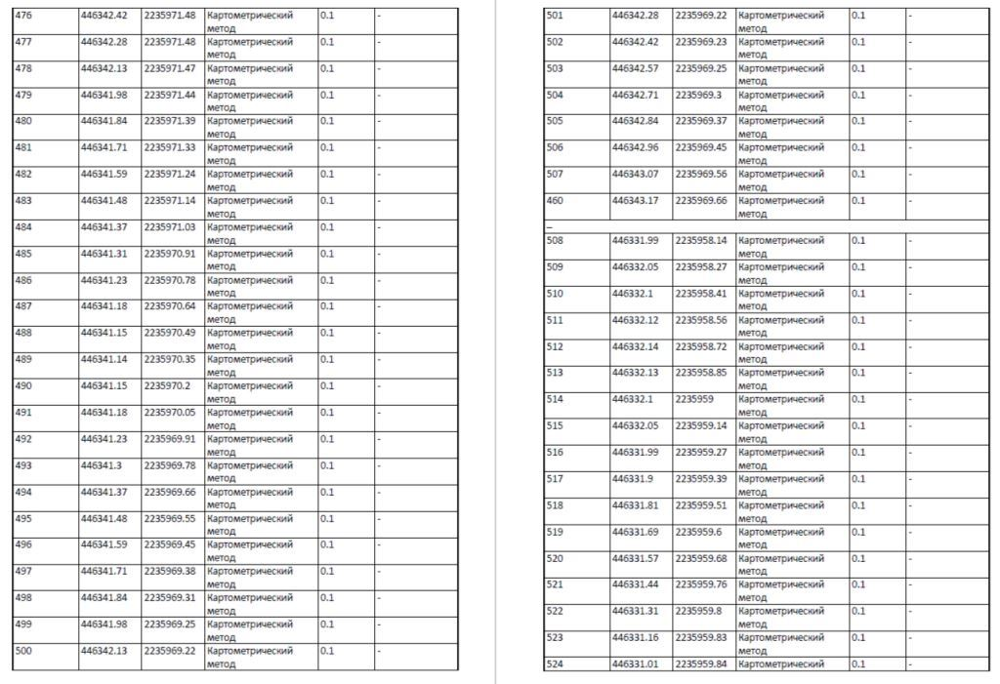 476 446342.42 2235971.48 Картометрический 0.1 -
метод
477 446342.28 2235971.48 Картометрический 0.1 -
метод
478 446342.13 2235971.47 Картометрический 0.1 -
метод
479 446341.98 2235971.44 Картометрический 0.1 -
метод
480 446341.84 2235971.39 Картометрический 0.1 -
метод
481 446341.71 2235971.33 Картометрический 0.1 -
метод
482 446341.59 2235971.24 Картометрический 0.1 -
метод
483 446341.48 2235971.14 Картометрический 0.1 -
метод
484 446341.37 2235971.03 Картометрический 0.1 -
метод
485 446341.31 2235970.91 Картометрический 0.1 -
метод
486 446341.23 2235970.78 Картометрический 0.1 -
метод
487 446341.18 2235970.64 Картометрический 0.1 -
метод
488 446341.15 2235970.49 Картометрический 0.1 -
метод
489 446341.14 2235970.35 Картометрический 0.1 -
метод
490 446341.15 2235970.2 Картометрический 0.1 -
метод
491 446341.18 2235970.05 Картометрический 0.1 -
метод
492 446341.23 2235969.91 Картометрический 0.1 -
метод
493 446341.3 2235969.78 Картометрический 0.1 -
метод
494 446341.37 2235969.66 Картометрический 0.1 -
метод
495 446341.48 2235969.55 Картометрический 0.1 -
метод
496 446341.59 2235969.45 Картометрический 0.1 -
метод
497 446341.71 2235969.38 Картометрический 0.1 -
метод
498 446341.84 2235969.31 Картометрический 0.1 -
метод
499 446341.98 2235969.25 Картометрический 0.1 -
метод
500 446342.13 2235969.22 Картометрический 0.1 -
метод
501 446342.28 2235969.22 Картометрический 0.1 -
метод
502 446342.42 2235969.23 Картометрический 0.1 -
метод
503 446342.57 2235969.25 Картометрический 0.1 -
метод
504 446342.71 2235969.3 Картометрический 0.1 -
метод
505 446342.84 2235969.37 Картометрический 0.1 -
метод
506 446342.96 2235969.45 Картометрический 0.1 -
метод
507 446343.07 2235969.56 Картометрический 0.1 -
метод
460 446343.17 2235969.66 Картометрический 0.1 -
метод
–
508 446331.99 2235958.14 Картометрический 0.1 -
метод
509 446332.05 2235958.27 Картометрический 0.1 -
метод
510 446332.1 2235958.41 Картометрический 0.1 -
метод
511 446332.12 2235958.56 Картометрический 0.1 -
метод
512 446332.14 2235958.72 Картометрический 0.1 -
метод
513 446332.13 2235958.85 Картометрический 0.1 -
метод
514 446332.1 2235959 Картометрический 0.1 -
метод
515 446332.05 2235959.14 Картометрический 0.1 -
метод
516 446331.99 2235959.27 Картометрический 0.1 -
метод
517 446331.9 2235959.39 Картометрический 0.1 -
метод
518 446331.81 2235959.51 Картометрический 0.1 -
метод
519 446331.69 2235959.6 Картометрический 0.1 -
метод
520 446331.57 2235959.68 Картометрический 0.1 -
метод
521 446331.44 2235959.76 Картометрический 0.1 -
метод
522 446331.31 2235959.8 Картометрический 0.1 -
метод
523 446331.16 2235959.83 Картометрический 0.1 -
метод
524 446331.01 2235959.84 Картометрический 0.1 -